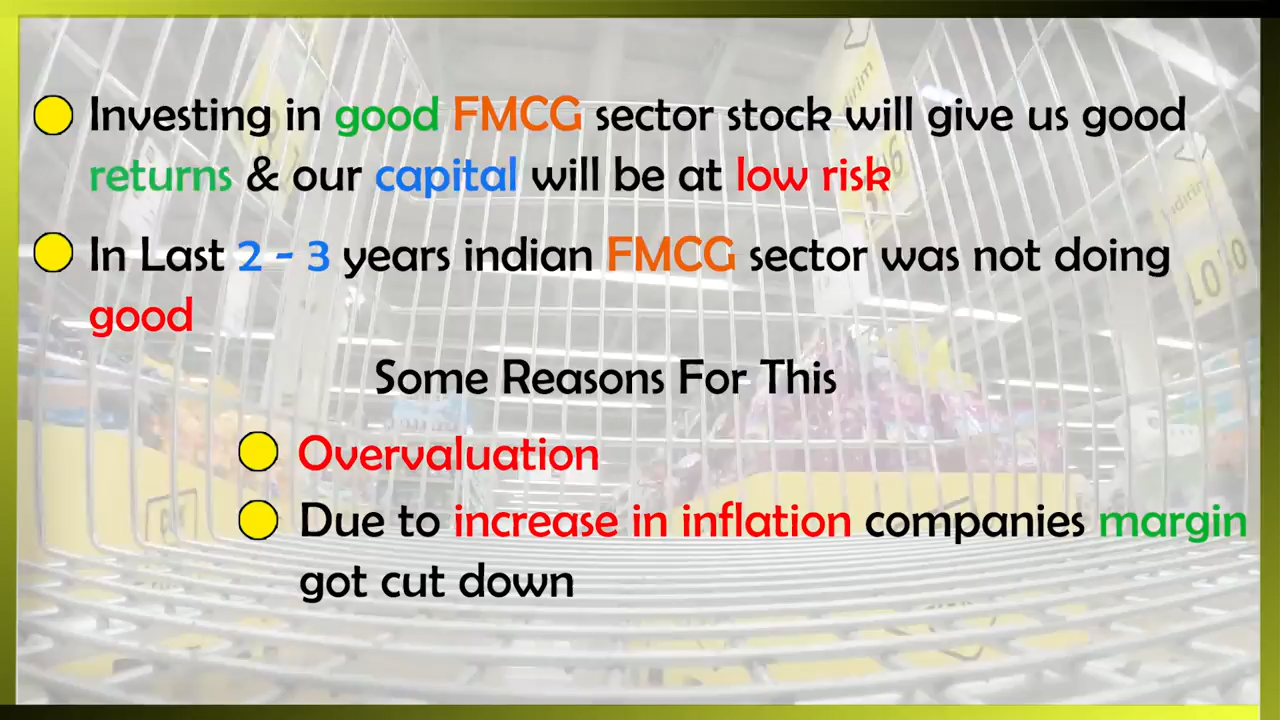 Investing in good FMCG sector stock will give us good
returns & our capital will be at low risk
In Last 2 - 3 years indian FMCG sector was not doing
good
Some Reasons For This
Overvaluation
Due to increase in inflation companies margin
got cut down